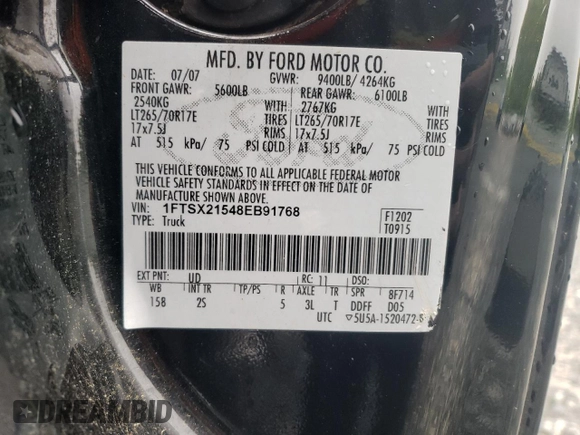 MFD. BY FORD MOTOR CO.
DATE: 07/07 GVWR: 9400LB/ 4264KG
FRONT GAWR: 5600LB REAR GAWR: 6100LB
2540KG WITH 2767KG WITH
LT265/70R17E TIRES LT265/70R17E TIRES
17x7.5J RIMS 17x7.5J RIMS
AT 515 kPa/ 75 PSI COLD AT 515 kPa/ 75 PSI COLD
THIS VEHICLE CONFORMS TO ALL APPLICABLE FEDERAL MOTOR
VEHICLE SAFETY STANDARDS IN EFFECT ON THE DATE OF
MANUFACTURE SHOWN ABOVE.
VIN: 1FTSX21548EB91768 F1202
TYPE: Truck T0915
EXT PNT: UD RC: 11 DSO:
WB INT TR TP/PS R AXLE TR SPR 8F714
158 2S 5 3L T DDFF D05
UTC ▽5U5A-1520472-
DREAMBID